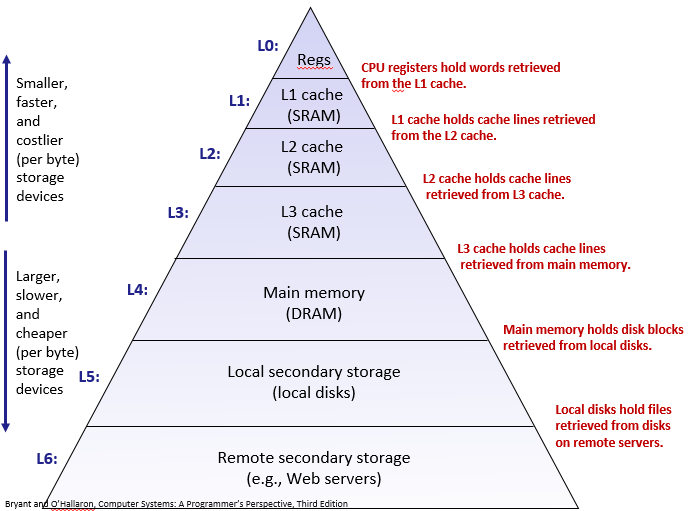 L0:
Regs
CPU registers hold words retrieved
from the L1 cache.
Smaller,
faster,
and
costlier
(per byte)
storage
devices
L1:
L1 cache
(SRAM)
L1 cache holds cache lines retrieved
from the L2 cache.
L2:
L2 cache
(SRAM)
L2 cache holds cache lines
retrieved from L3 cache.
L3:
L3 cache
(SRAM)
L3 cache holds cache lines
retrieved from main memory.
Larger,
slower,
and
cheaper
(per byte)
storage
devices
L4:
Main memory
(DRAM)
Main memory holds disk blocks
retrieved from local disks.
L5:
Local secondary storage
(local disks)
Local disks hold files
retrieved from disks
on remote servers.
L6:
Remote secondary storage
(e.g., Web servers)
Bryant and O'Hallaron, Computer Systems: A Programmer's Perspective, Third Edition